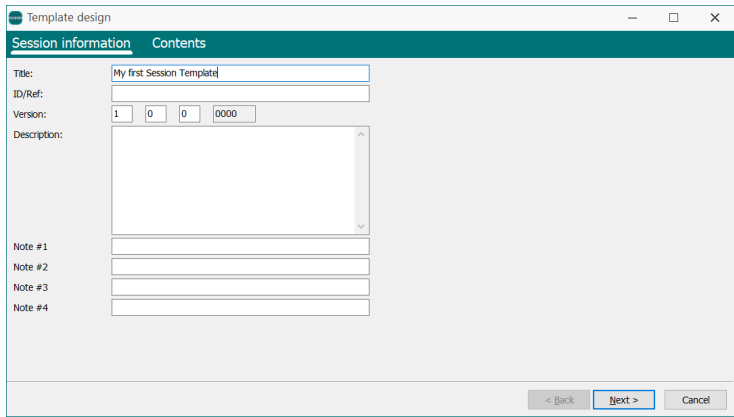 Template design
Session information Contents
Title: My first Session Template
ID/Ref:
Version: 1 0 0 0000
Description:
Note #1
Note #2
Note #3
Note #4
< Back Next > Cancel